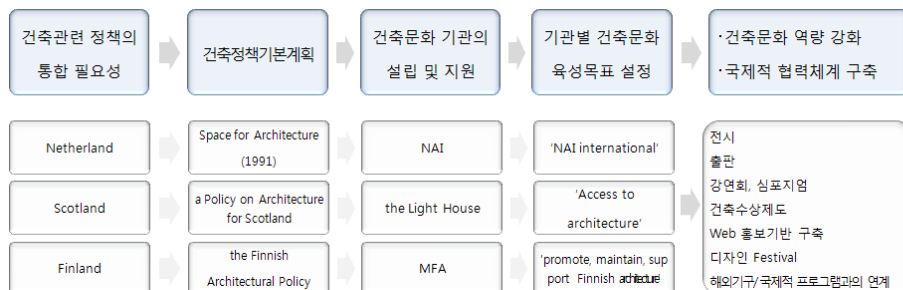 건축관련 정책의
통합 필요성
건축정책기본계획
건축문화 기관의
설립 및 지원
기관별 건축문화
육성목표 설정
·건축문화 역량 강화
·국제적 협력체계 구축
Netherland
Space for Architecture
(1991)
NAI
'NAI international'
Scotland
a Policy on Architecture
for Scotland
the Light House
'Access to
architecture'
Finland
the Finnish
Architectural Policy
MFA
'promote, maintain, sup
port Finnish architecture'
전시
출판
강연회, 심포지엄
건축수상제도
Web 홍보기반 구축
디자인 Festival
해외기구/국제적 프로그램과의 연계